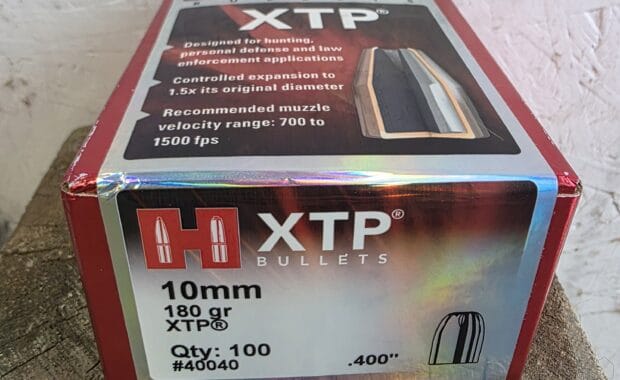 XTP®
Designed for hunting,
personal defense and law
enforcement applications
Controlled expansion to
1.5x its original diameter
Recommended muzzle
velocity range: 700 to
1500 fps
H XTP®
BULLETS
10mm
180 gr
XTP®
Qty: 100
#40040
.400"